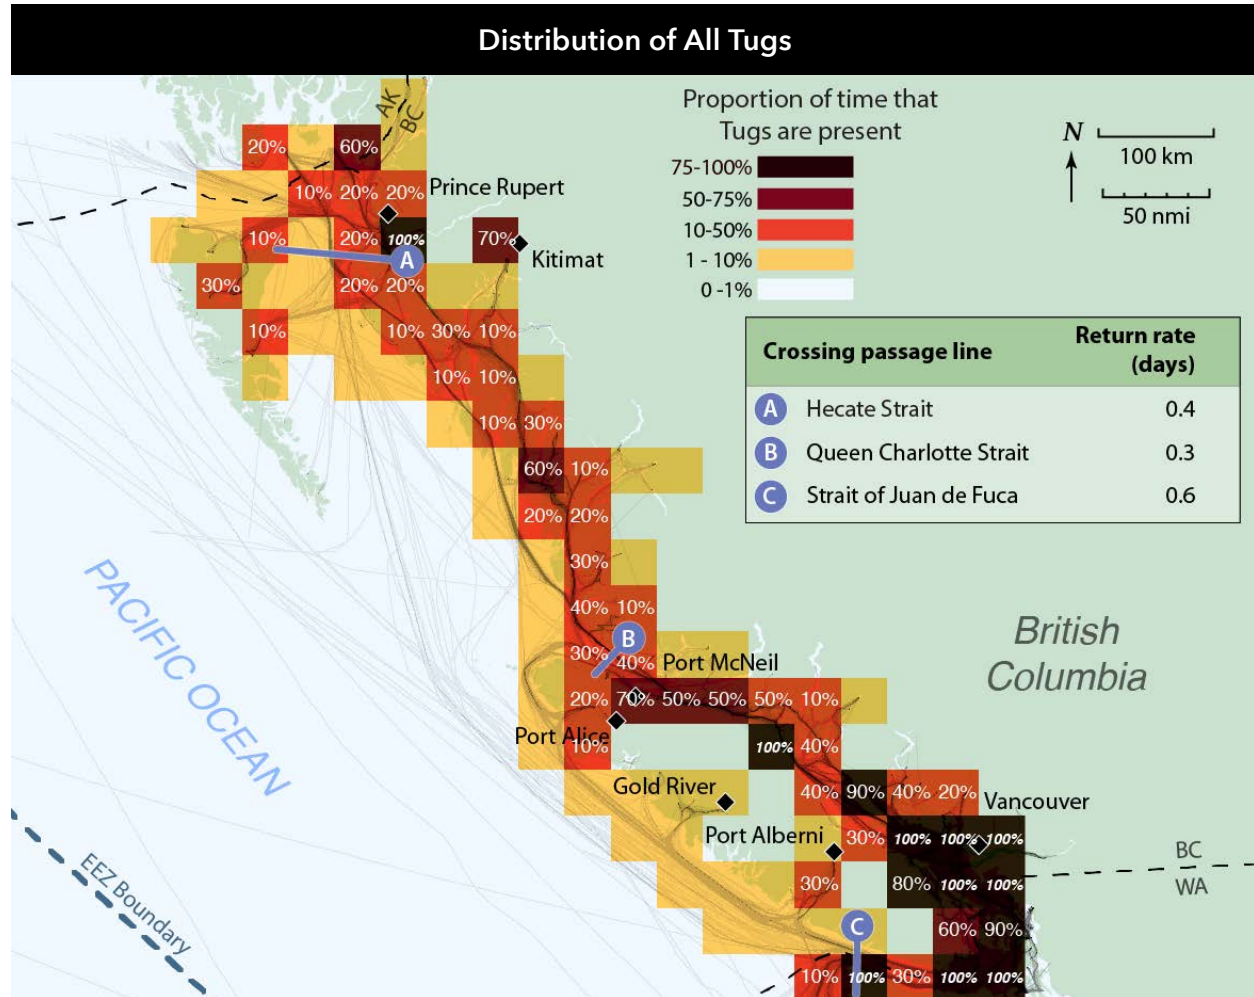 Distribution of All Tugs
Proportion of time that
Tugs are present
75-100%
50-75%
10-50%
1 - 10%
0 -1%
N
100 km
50 nmi
AK
BC
20% 60%
10% 20% 20% Prince Rupert
10% 20% 100% 70%
A
Kitimat
30% 20% 20%
10% 10% 30% 10%
10% 10%
10% 30%
60% 10%
20% 20%
30%
40% 10%
B
30% 40% Port McNeil
20% 70% 50% 50% 50% 10%
Port Alice
10% 100% 40%
Gold River
40% 90% 40% 20% Vancouver
Port Alberni
30% 100% 100% 100%
30% 80% 100% 100%
C
60% 90%
10% 100% 30% 100% 100%
Crossing passage line Return rate
(days)
A Hecate Strait 0.4
B Queen Charlotte Strait 0.3
C Strait of Juan de Fuca 0.6
PACIFIC OCEAN
British
Columbia
EEZ Boundary
BC
WA